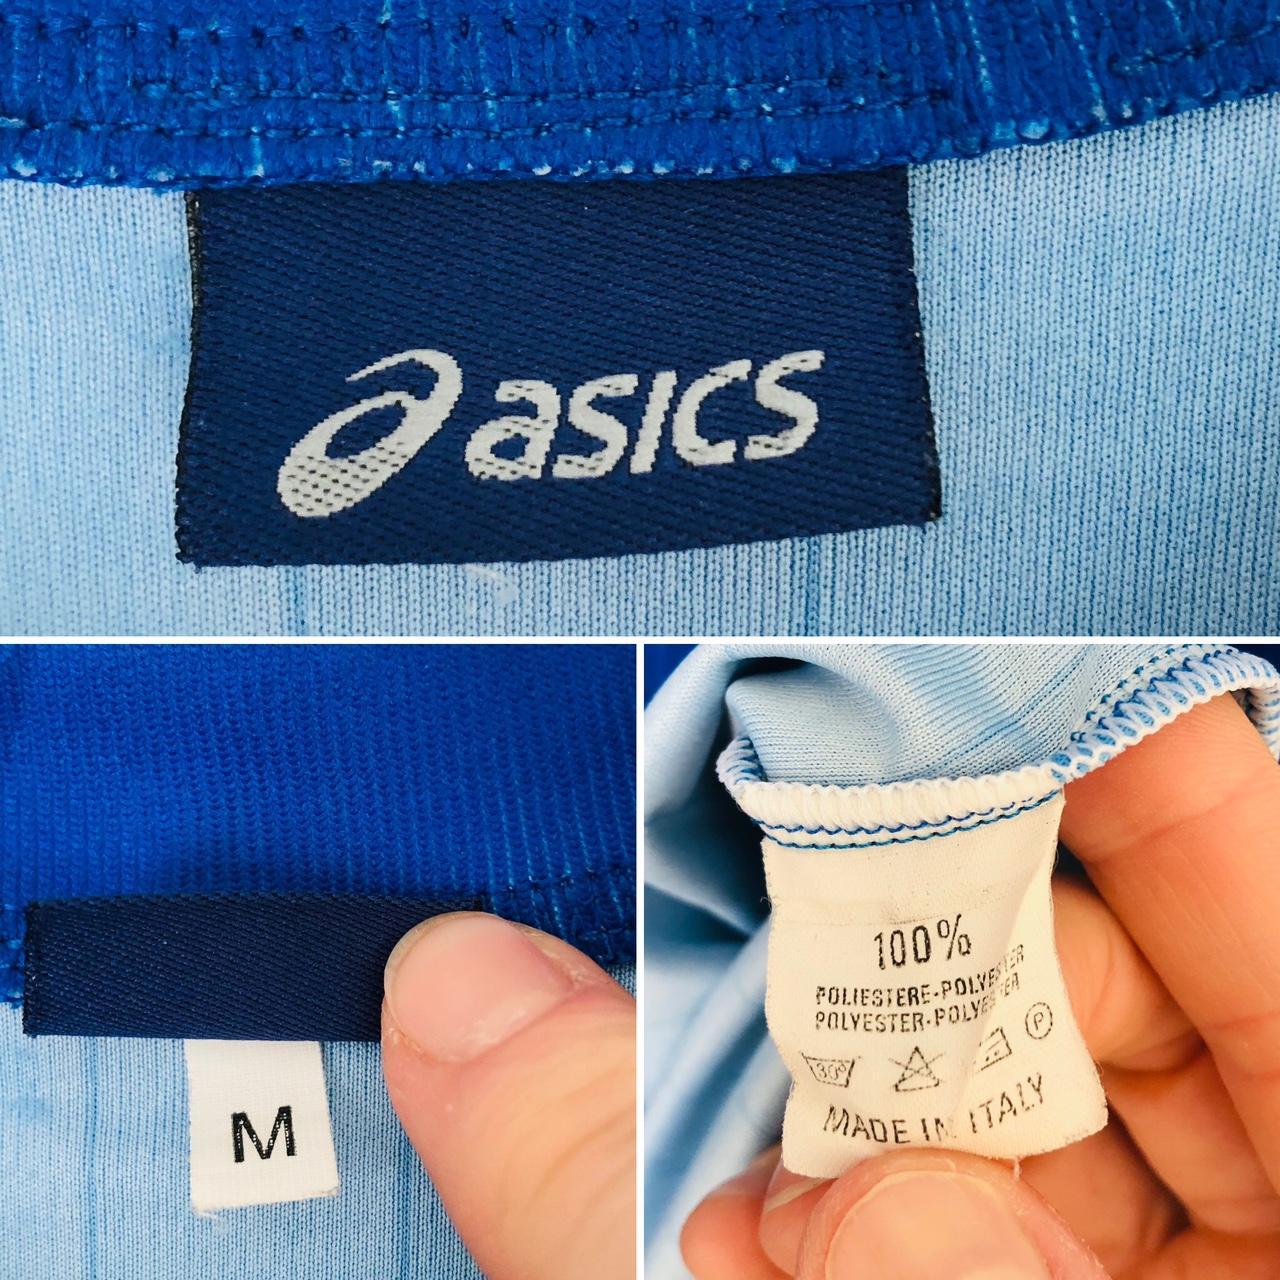 asics
M
100%
POLIESTERE-POLYESTER
POLYESTER-POLYESTER
P
30°
MADE IN ITALY